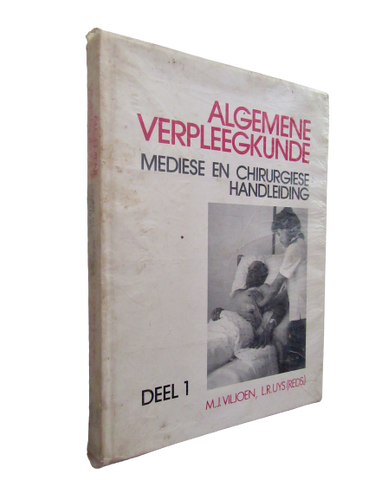 ALGEMENE
VERPLEEGKUNDE
MEDIESE EN CHIRURGIESE
HANDLEIDING
DEEL 1
M.J. VILJOEN, L.R. UYS (REDS.)